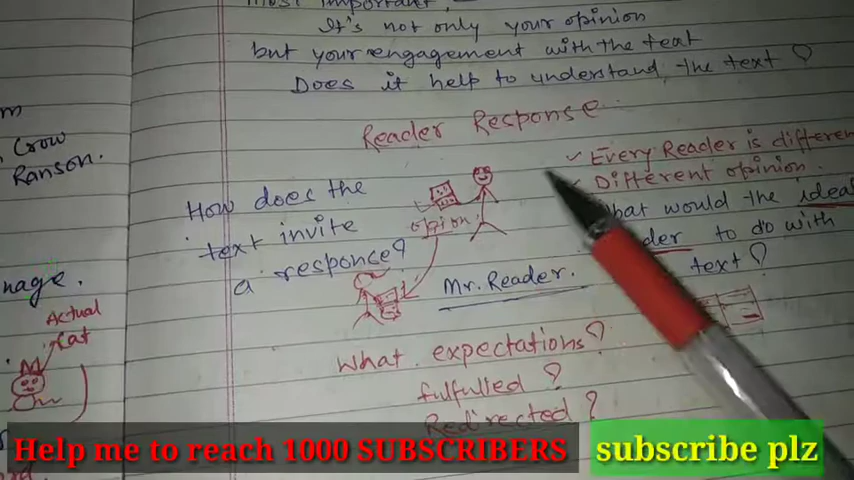 most important,
It's not only your opinion
but your engagement with the text
Does it help to understand the text ?
Reader Response
Crow
Ranson.
✓ Every Reader is differen
✓ Different opinion.
How does the
text invite
a responce?
opinion
hat would the idea
der to do with
text?
Mr. Reader.
nage.
Actual
Cat
What expectations?
fulfulled ?
Redirected ?
Help me to reach 1000 SUBSCRIBERS
subscribe plz